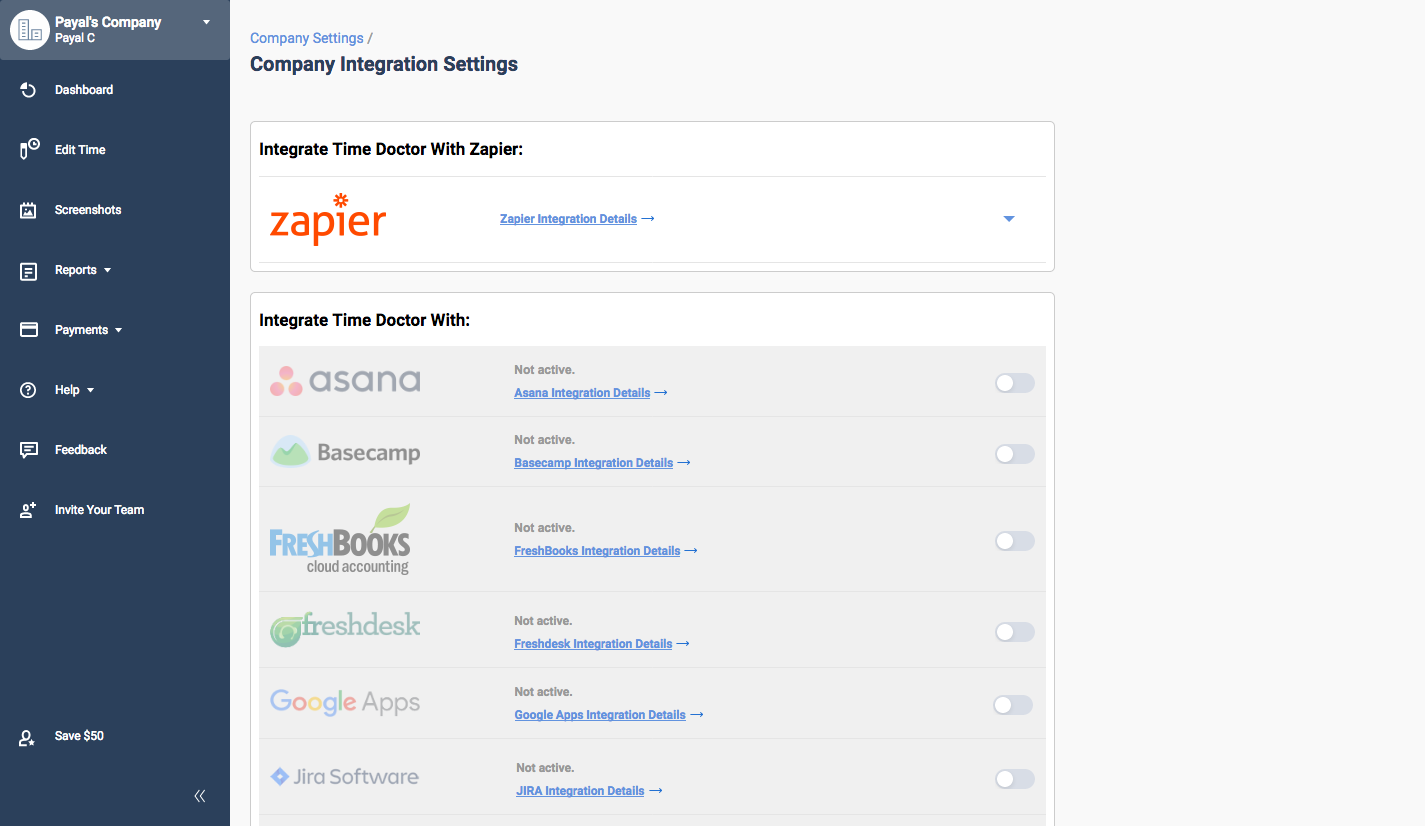 Payal's Company
Payal C
Dashboard
Edit Time
Screenshots
Reports
Payments
Help
Feedback
Invite Your Team
Save $50
Company Settings /
Company Integration Settings
Integrate Time Doctor With Zapier:
zapier
Zapier Integration Details →
Integrate Time Doctor With:
asana
Not active.
Asana Integration Details →
Basecamp
Not active.
Basecamp Integration Details →
FRESHBOOKS
cloud accounting
Not active.
FreshBooks Integration Details →
freshdesk
Not active.
Freshdesk Integration Details →
Google Apps
Not active.
Google Apps Integration Details →
Jira Software
Not active.
JIRA Integration Details →